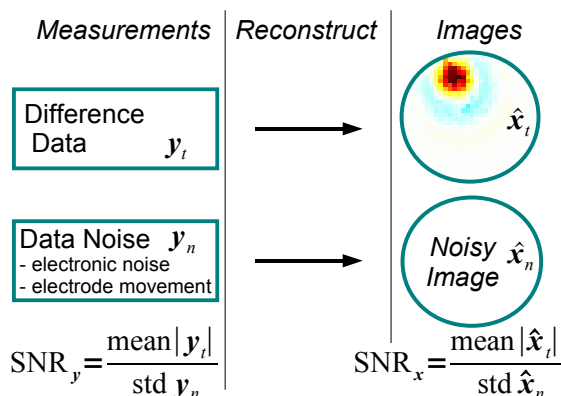 Measurements Reconstruct Images
Difference
Data y_t
x̂_t
Data Noise y_n
- electronic noise
- electrode movement
Noisy x̂_n
Image
SNR_y = mean|y_t| / std y_n
SNR_x = mean|x̂_t| / std x̂_n